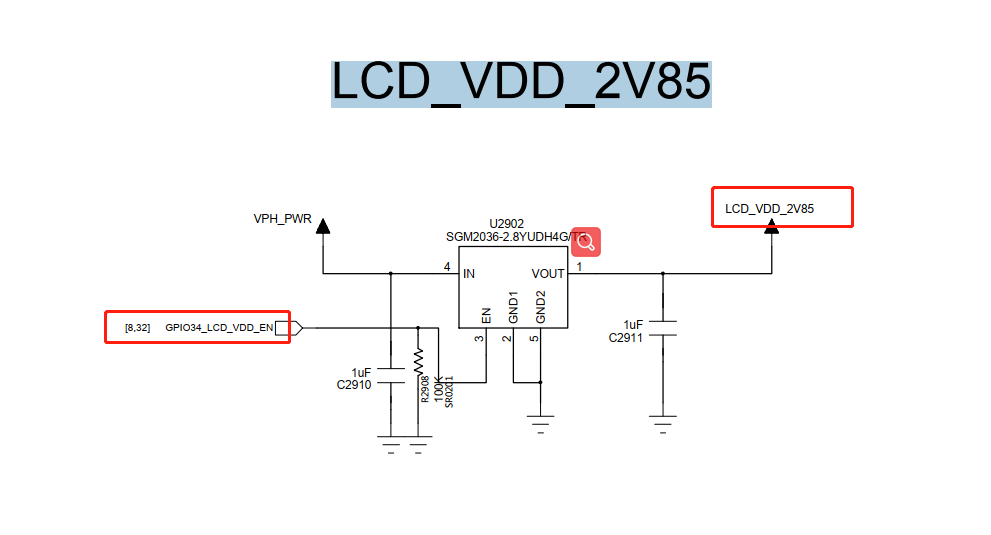 LCD_VDD_2V85
VPH_PWR
U2902
SGM2036-2.8YUDH4G/TR
LCD_VDD_2V85
4
IN
VOUT
1
EN
GND1
GND2
[8,32] GPIO34_LCD_VDD_EN
3
2
5
1uF
C2911
1uF
C2910
R2908
100K
SR0201